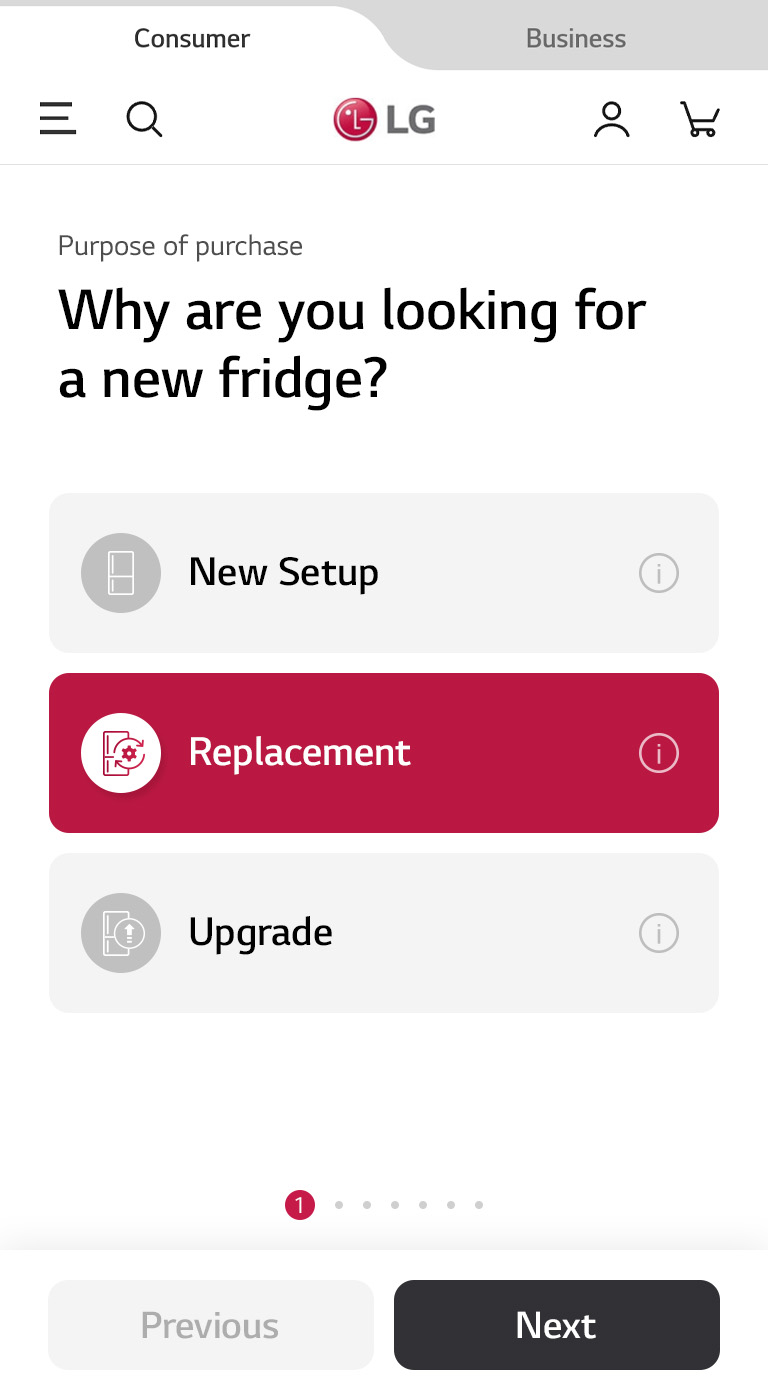 Consumer
Business
LG
Purpose of purchase
Why are you looking for
a new fridge?
New Setup
i
Replacement
i
Upgrade
i
1
Previous
Next